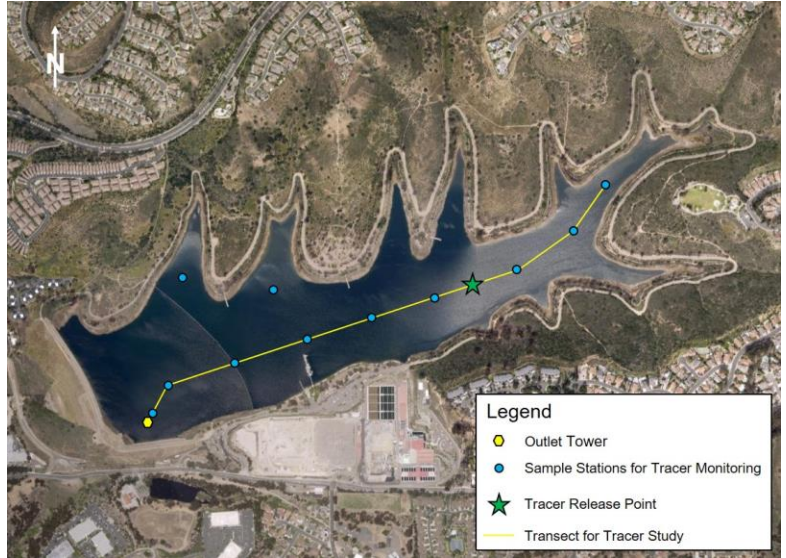 N
Legend
Outlet Tower
Sample Stations for Tracer Monitoring
Tracer Release Point
Transect for Tracer Study